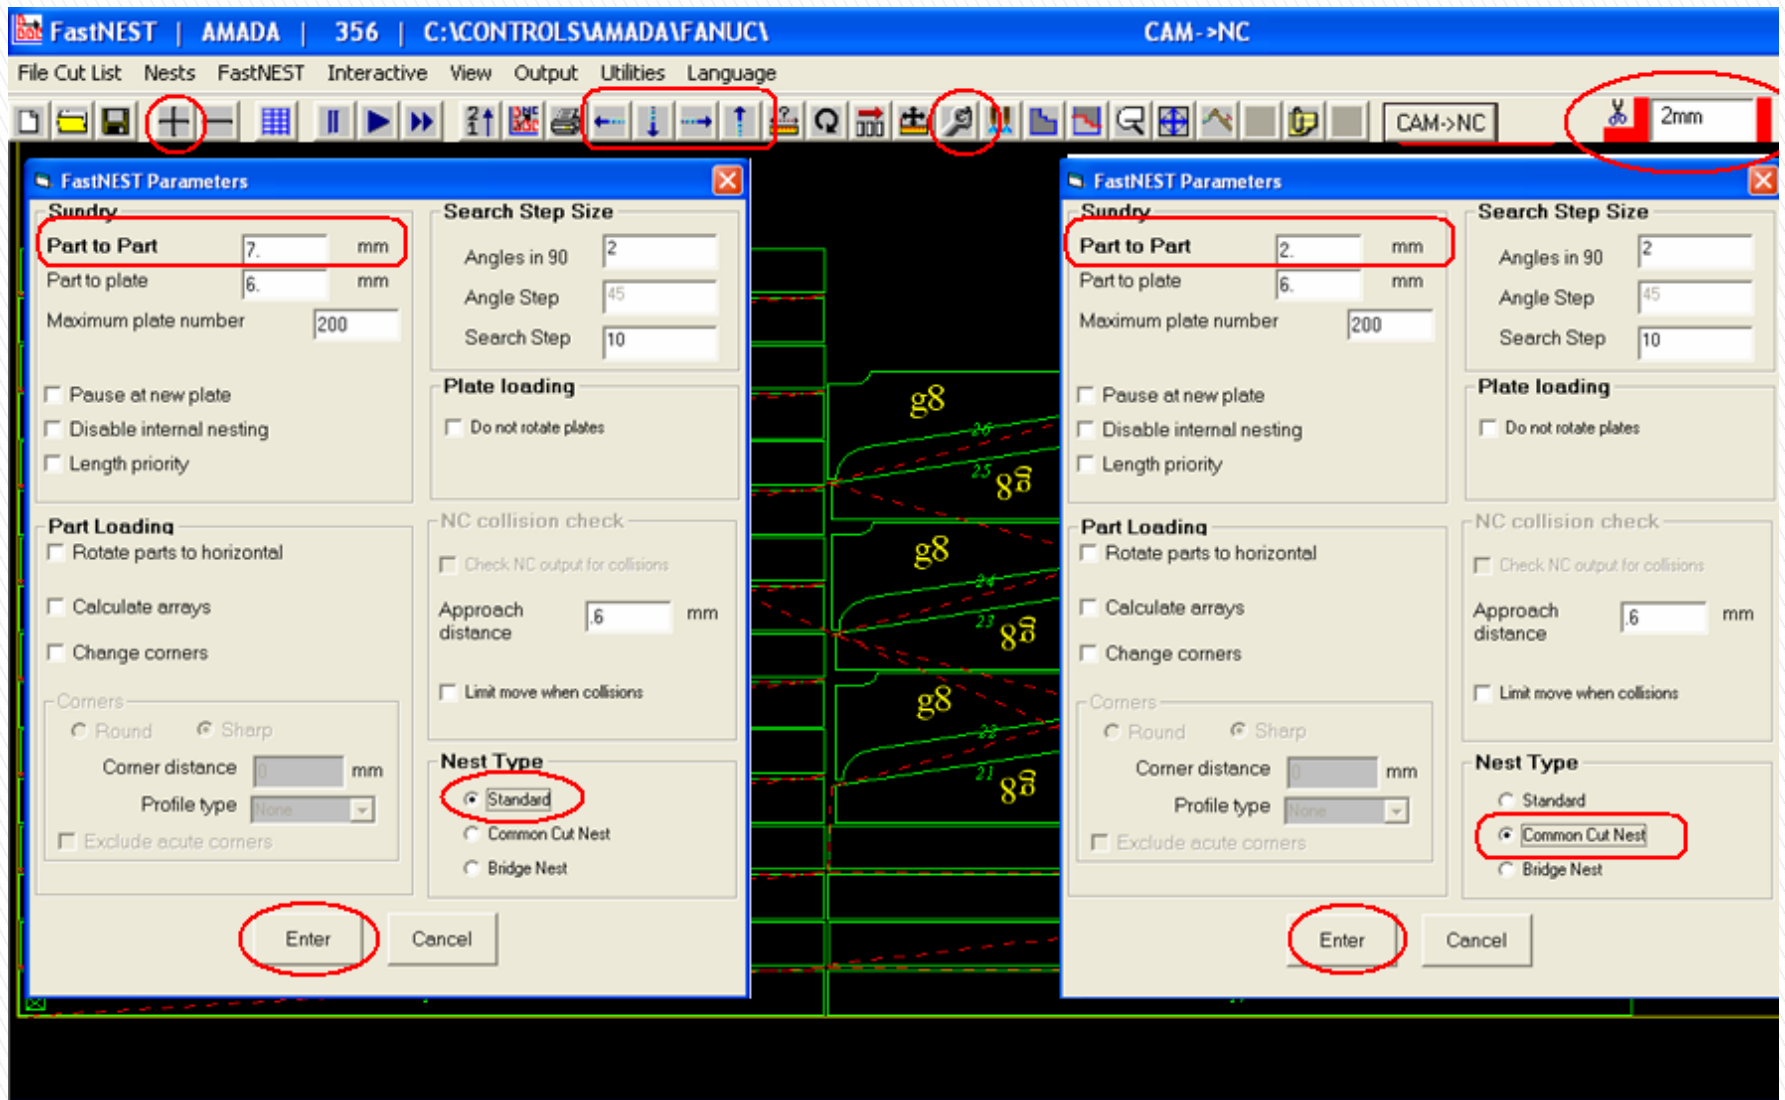 FastNEST | AMADA | 356 | C:\CONTROLS\AMADA\FANUC\ CAM->NC
File Cut List Nests FastNEST Interactive View Output Utilities Language
CAM->NC 2mm
FastNEST Parameters
Sundry
Part to Part 7. mm
Part to plate 6. mm
Maximum plate number 200
Pause at new plate
Disable internal nesting
Length priority
Search Step Size
Angles in 90 2
Angle Step 45
Search Step 10
Plate loading
Do not rotate plates
Part Loading
Rotate parts to horizontal
Calculate arrays
Change corners
Corners
Round Sharp
Corner distance 0 mm
Profile type None
Exclude acute corners
NC collision check
Check NC output for collisions
Approach
distance .6 mm
Limit move when collisions
Nest Type
Standard
Common Cut Nest
Bridge Nest
Enter Cancel
g8
26
25
g8
g8
24
23
g8
g8
22
21
g8
FastNEST Parameters
Sundry
Part to Part 2. mm
Part to plate 6. mm
Maximum plate number 200
Pause at new plate
Disable internal nesting
Length priority
Search Step Size
Angles in 90 2
Angle Step 45
Search Step 10
Plate loading
Do not rotate plates
Part Loading
Rotate parts to horizontal
Calculate arrays
Change corners
Corners
Round Sharp
Corner distance 0 mm
Profile type None
Exclude acute corners
NC collision check
Check NC output for collisions
Approach
distance .6 mm
Limit move when collisions
Nest Type
Standard
Common Cut Nest
Bridge Nest
Enter Cancel